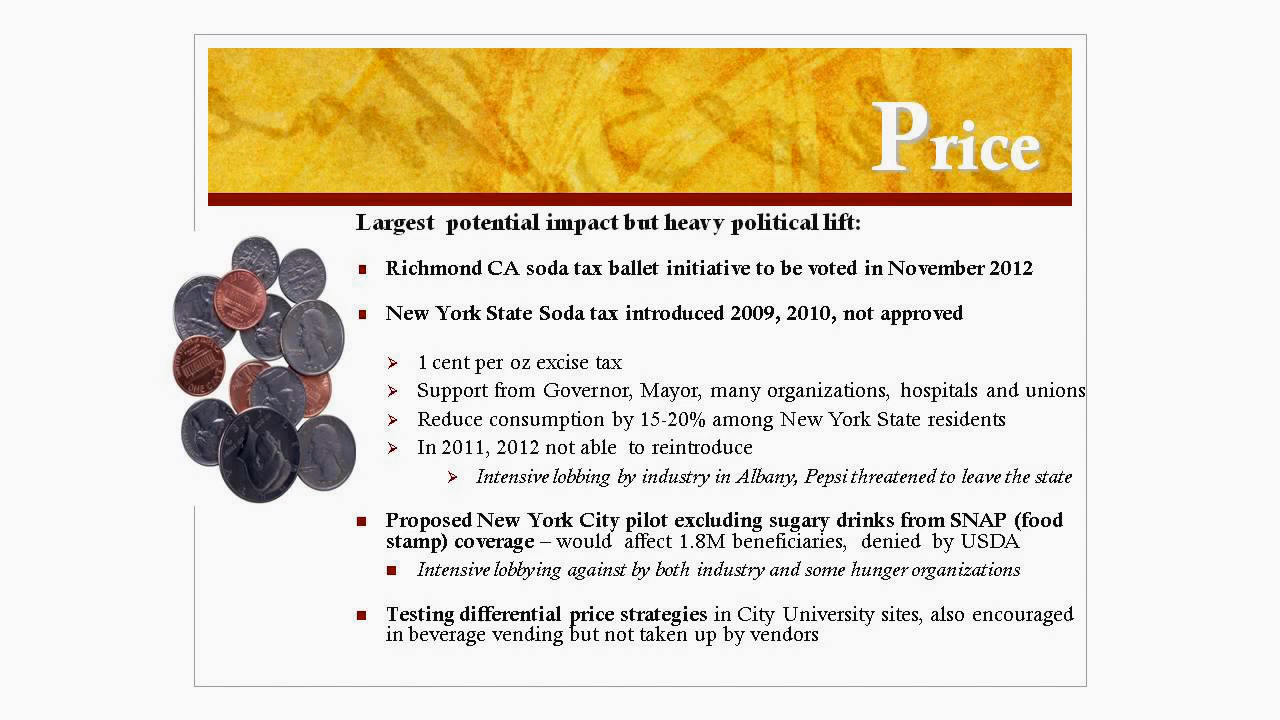 Price
Largest potential impact but heavy political lift:
Richmond CA soda tax ballet initiative to be voted in November 2012
New York State Soda tax introduced 2009, 2010, not approved
1 cent per oz excise tax
Support from Governor, Mayor, many organizations, hospitals and unions
Reduce consumption by 15-20% among New York State residents
In 2011, 2012 not able to reintroduce
Intensive lobbing by industry in Albany, Pepsi threatened to leave the state
Proposed New York City pilot excluding sugary drinks from SNAP (food
stamp) coverage – would affect 1.8M beneficiaries, denied by USDA
Intensive lobbying against by both industry and some hunger organizations
Testing differential price strategies in City University sites, also encouraged
in beverage vending but not taken up by vendors